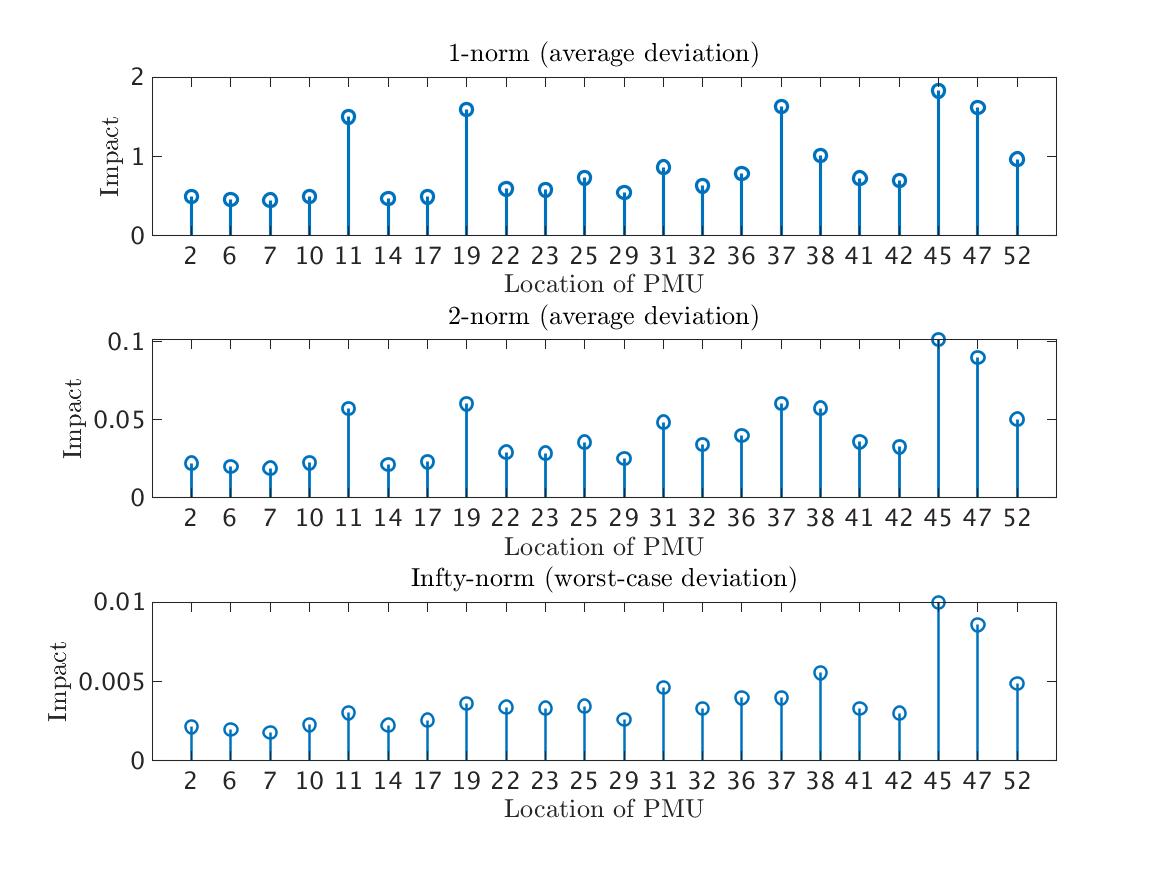 1-norm (average deviation)
2
1
0
Impact
2 6 7 10 11 14 17 19 22 23 25 29 31 32 36 37 38 41 42 45 47 52
Location of PMU
2-norm (average deviation)
0.1
0.05
0
Impact
2 6 7 10 11 14 17 19 22 23 25 29 31 32 36 37 38 41 42 45 47 52
Location of PMU
Infty-norm (worst-case deviation)
0.01
0.005
0
Impact
2 6 7 10 11 14 17 19 22 23 25 29 31 32 36 37 38 41 42 45 47 52
Location of PMU